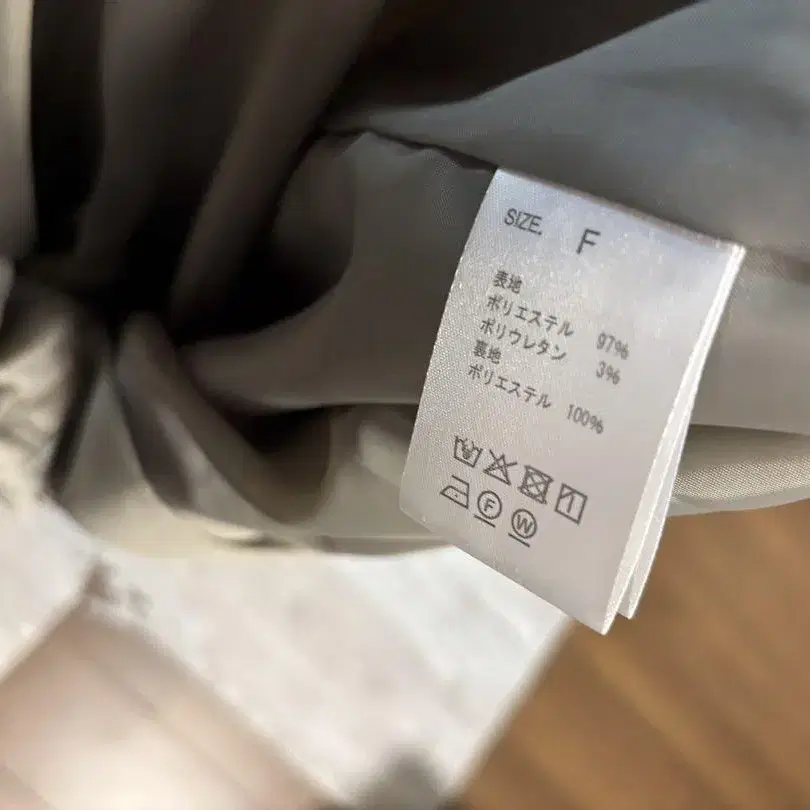 SIZE. F
表地
ポリエステル 97%
ポリウレタン 3%
裏地
ポリエステル 100%
F W